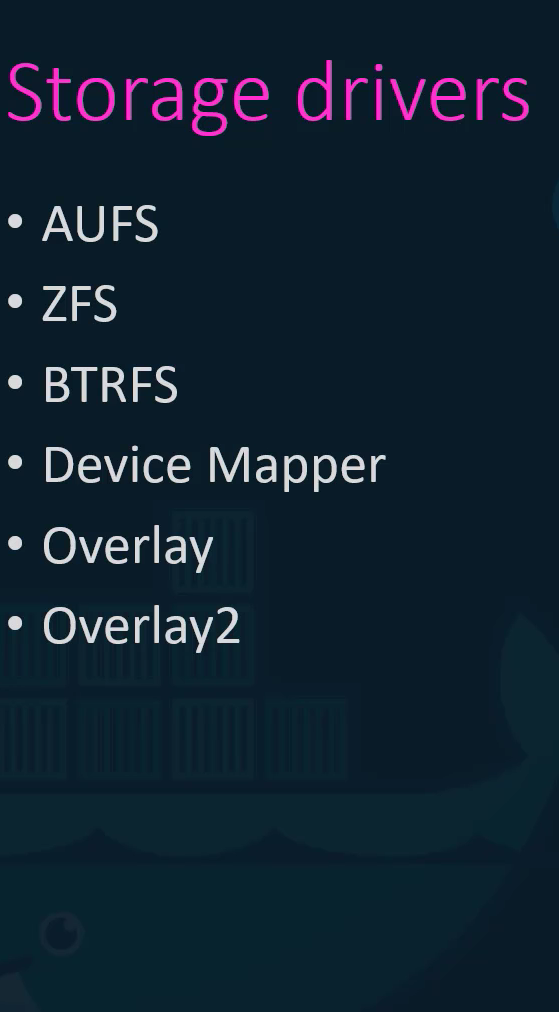 Storage drivers
• AUFS
• ZFS
• BTRFS
• Device Mapper
• Overlay
• Overlay2